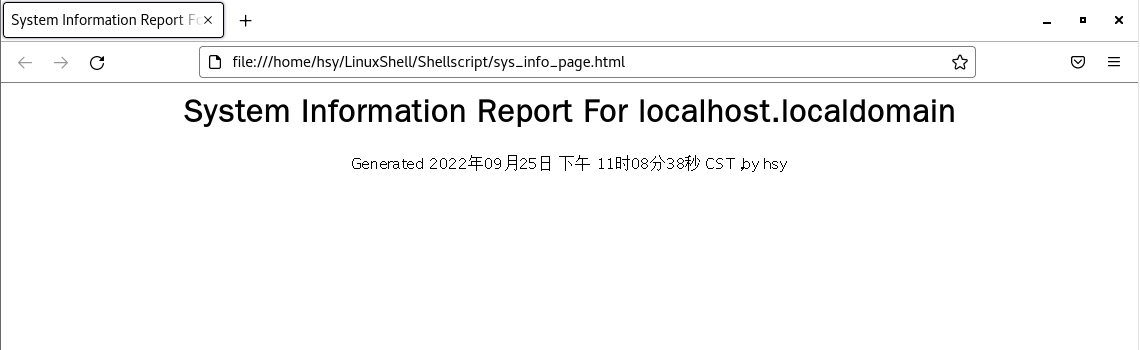 System Information Report Fo
file:///home/hsy/LinuxShell/Shellscript/sys_info_page.html
System Information Report For localhost.localdomain
Generated 2022年09月25日 下午 11时08分38秒 CST ,by hsy